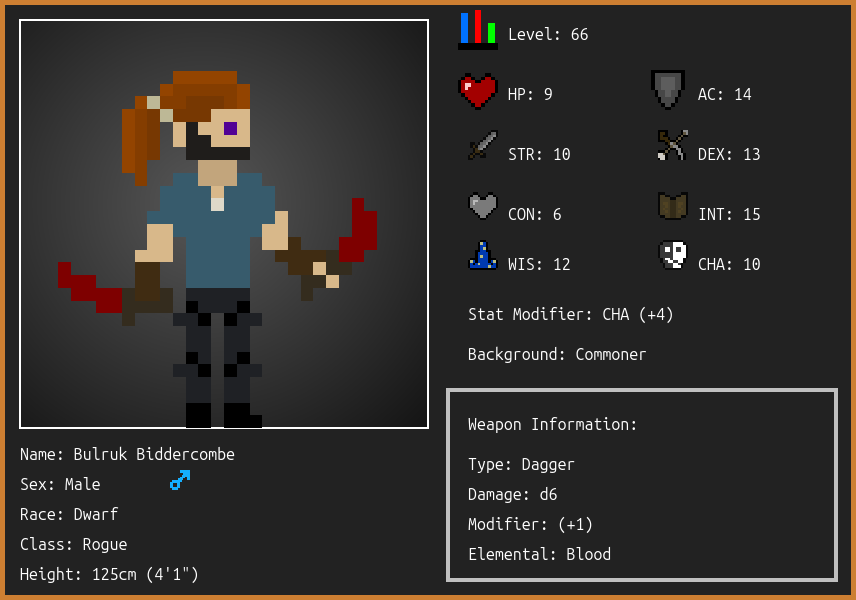 Level: 66
HP: 9
AC: 14
STR: 10
DEX: 13
CON: 6
INT: 15
WIS: 12
CHA: 10
Stat Modifier: CHA (+4)
Background: Commoner
Weapon Information:
Type: Dagger
Damage: d6
Modifier: (+1)
Elemental: Blood
Name: Bulruk Biddercombe
Sex: Male
Race: Dwarf
Class: Rogue
Height: 125cm (4'1")